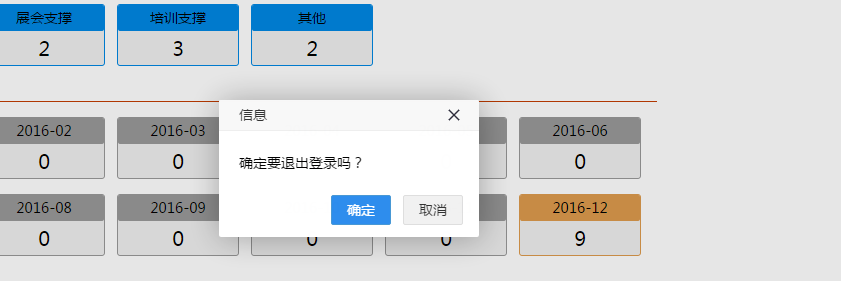 展会支撑 培训支撑 其他
2 3 2
信息
2016-02 2016-03 2016-06
0 0 0
确定要退出登录吗？
2016-08 2016-09 确定 取消 2016-12
0 0 0 0 9